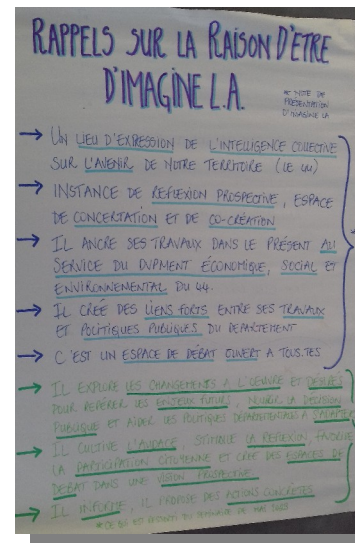 RAPPELS SUR LA RAISON D'ÊTRE
D'IMAGINE L.A.
* NOTE DE
PRÉSENTATION
D'IMAGINE LA
→ UN LIEU D'EXPRESSION DE L'INTELLIGENCE COLLECTIVE
SUR L'AVENIR DE NOTRE TERRITOIRE (LE 44)
→ INSTANCE DE REFLEXION PROSPECTIVE, ESPACE
DE CONCERTATION ET DE CO-CRÉATION
→ IL ANCRE SES TRAVAUX DANS LE PRÉSENT AU
SERVICE DU DVPMENT ÉCONOMIQUE, SOCIAL ET
ENVIRONNEMENTAL DU 44.
→ IL CRÉE DES LIENS FORTS ENTRE SES TRAVAUX
ET POLITIQUES PUBLIQUES DU DEPARTEMENT
→ C'EST UN ESPACE DE DÉBAT OUVERT A TOUS.TES
→ IL EXPLORE LES CHANGEMENTS A L'OEUVRE ET DÉSIRÉS
POUR REPÉRER LES ENJEUX FUTURS, NOURRIR LA DÉCISION
PUBLIQUE ET AIDER LES POLITIQUES DÉPARTEMENTALES A S'ADAPTER
→ IL CULTIVE L'AUDACE, STIMULE LA RÉFLEXION, FAVORISE
LA PARTICIPATION CITOYENNE ET CRÉE DES ESPACES DE
DEBAT DANS UNE VISION PROSPECTIVE
→ IL INFORME, IL PROPOSE DES ACTIONS CONCRÈTES